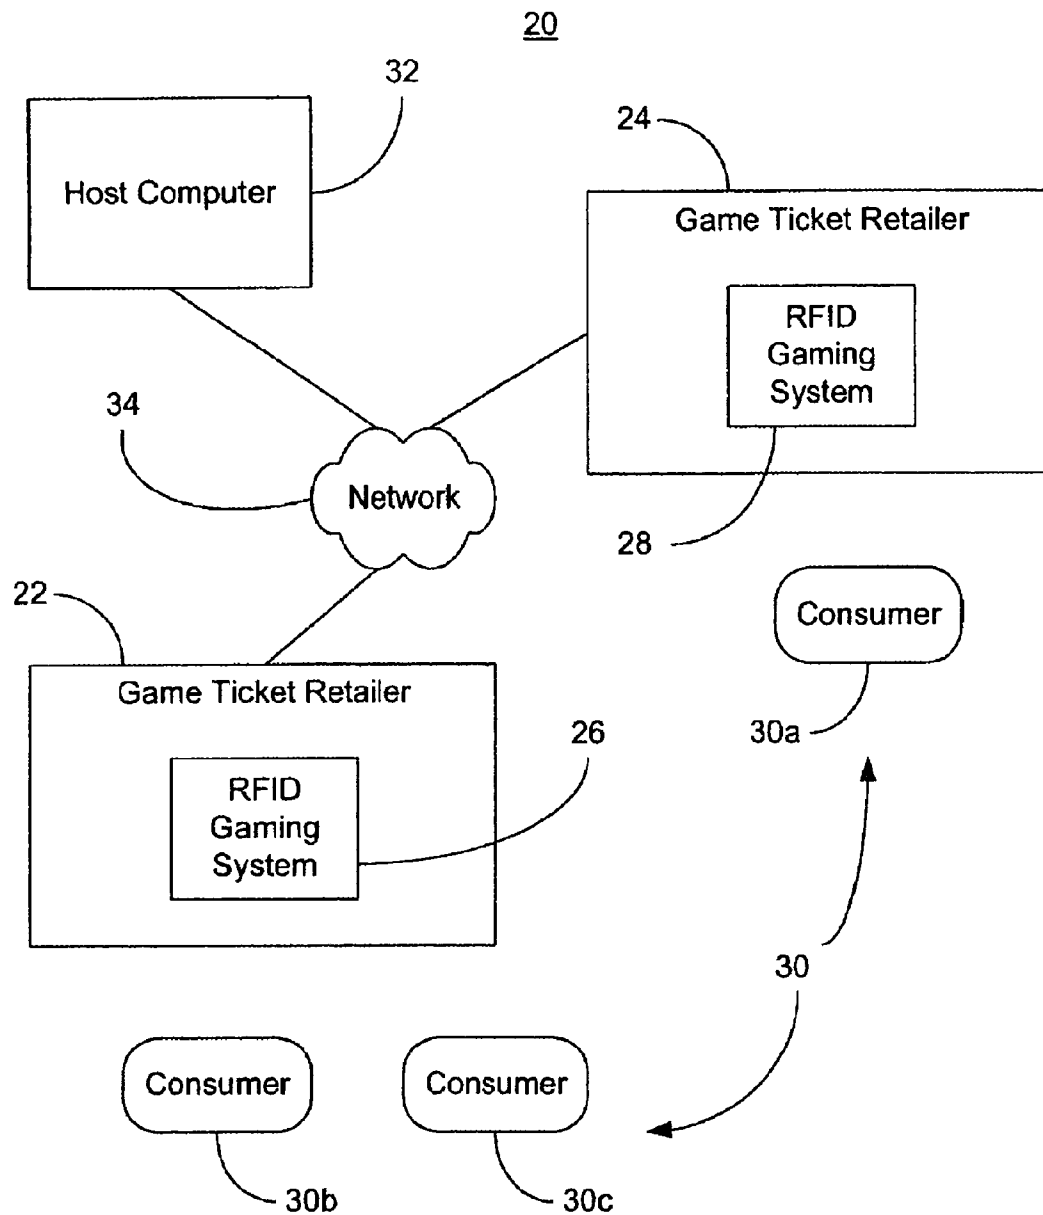 20
32
Host Computer
24
Game Ticket Retailer
RFID
Gaming
System
34
Network
28
22
Consumer
Game Ticket Retailer
30a
26
RFID
Gaming
System
30
Consumer
Consumer
30b
30c